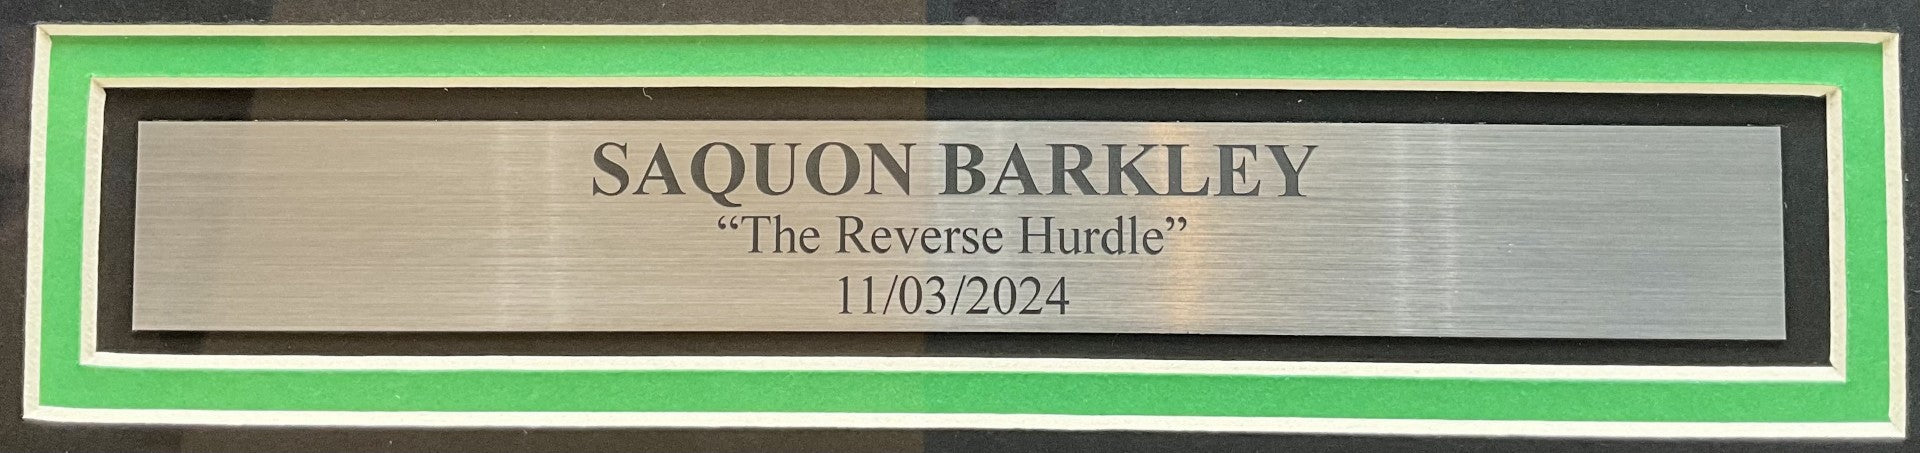 SAQUON BARKLEY
“The Reverse Hurdle”
11/03/2024